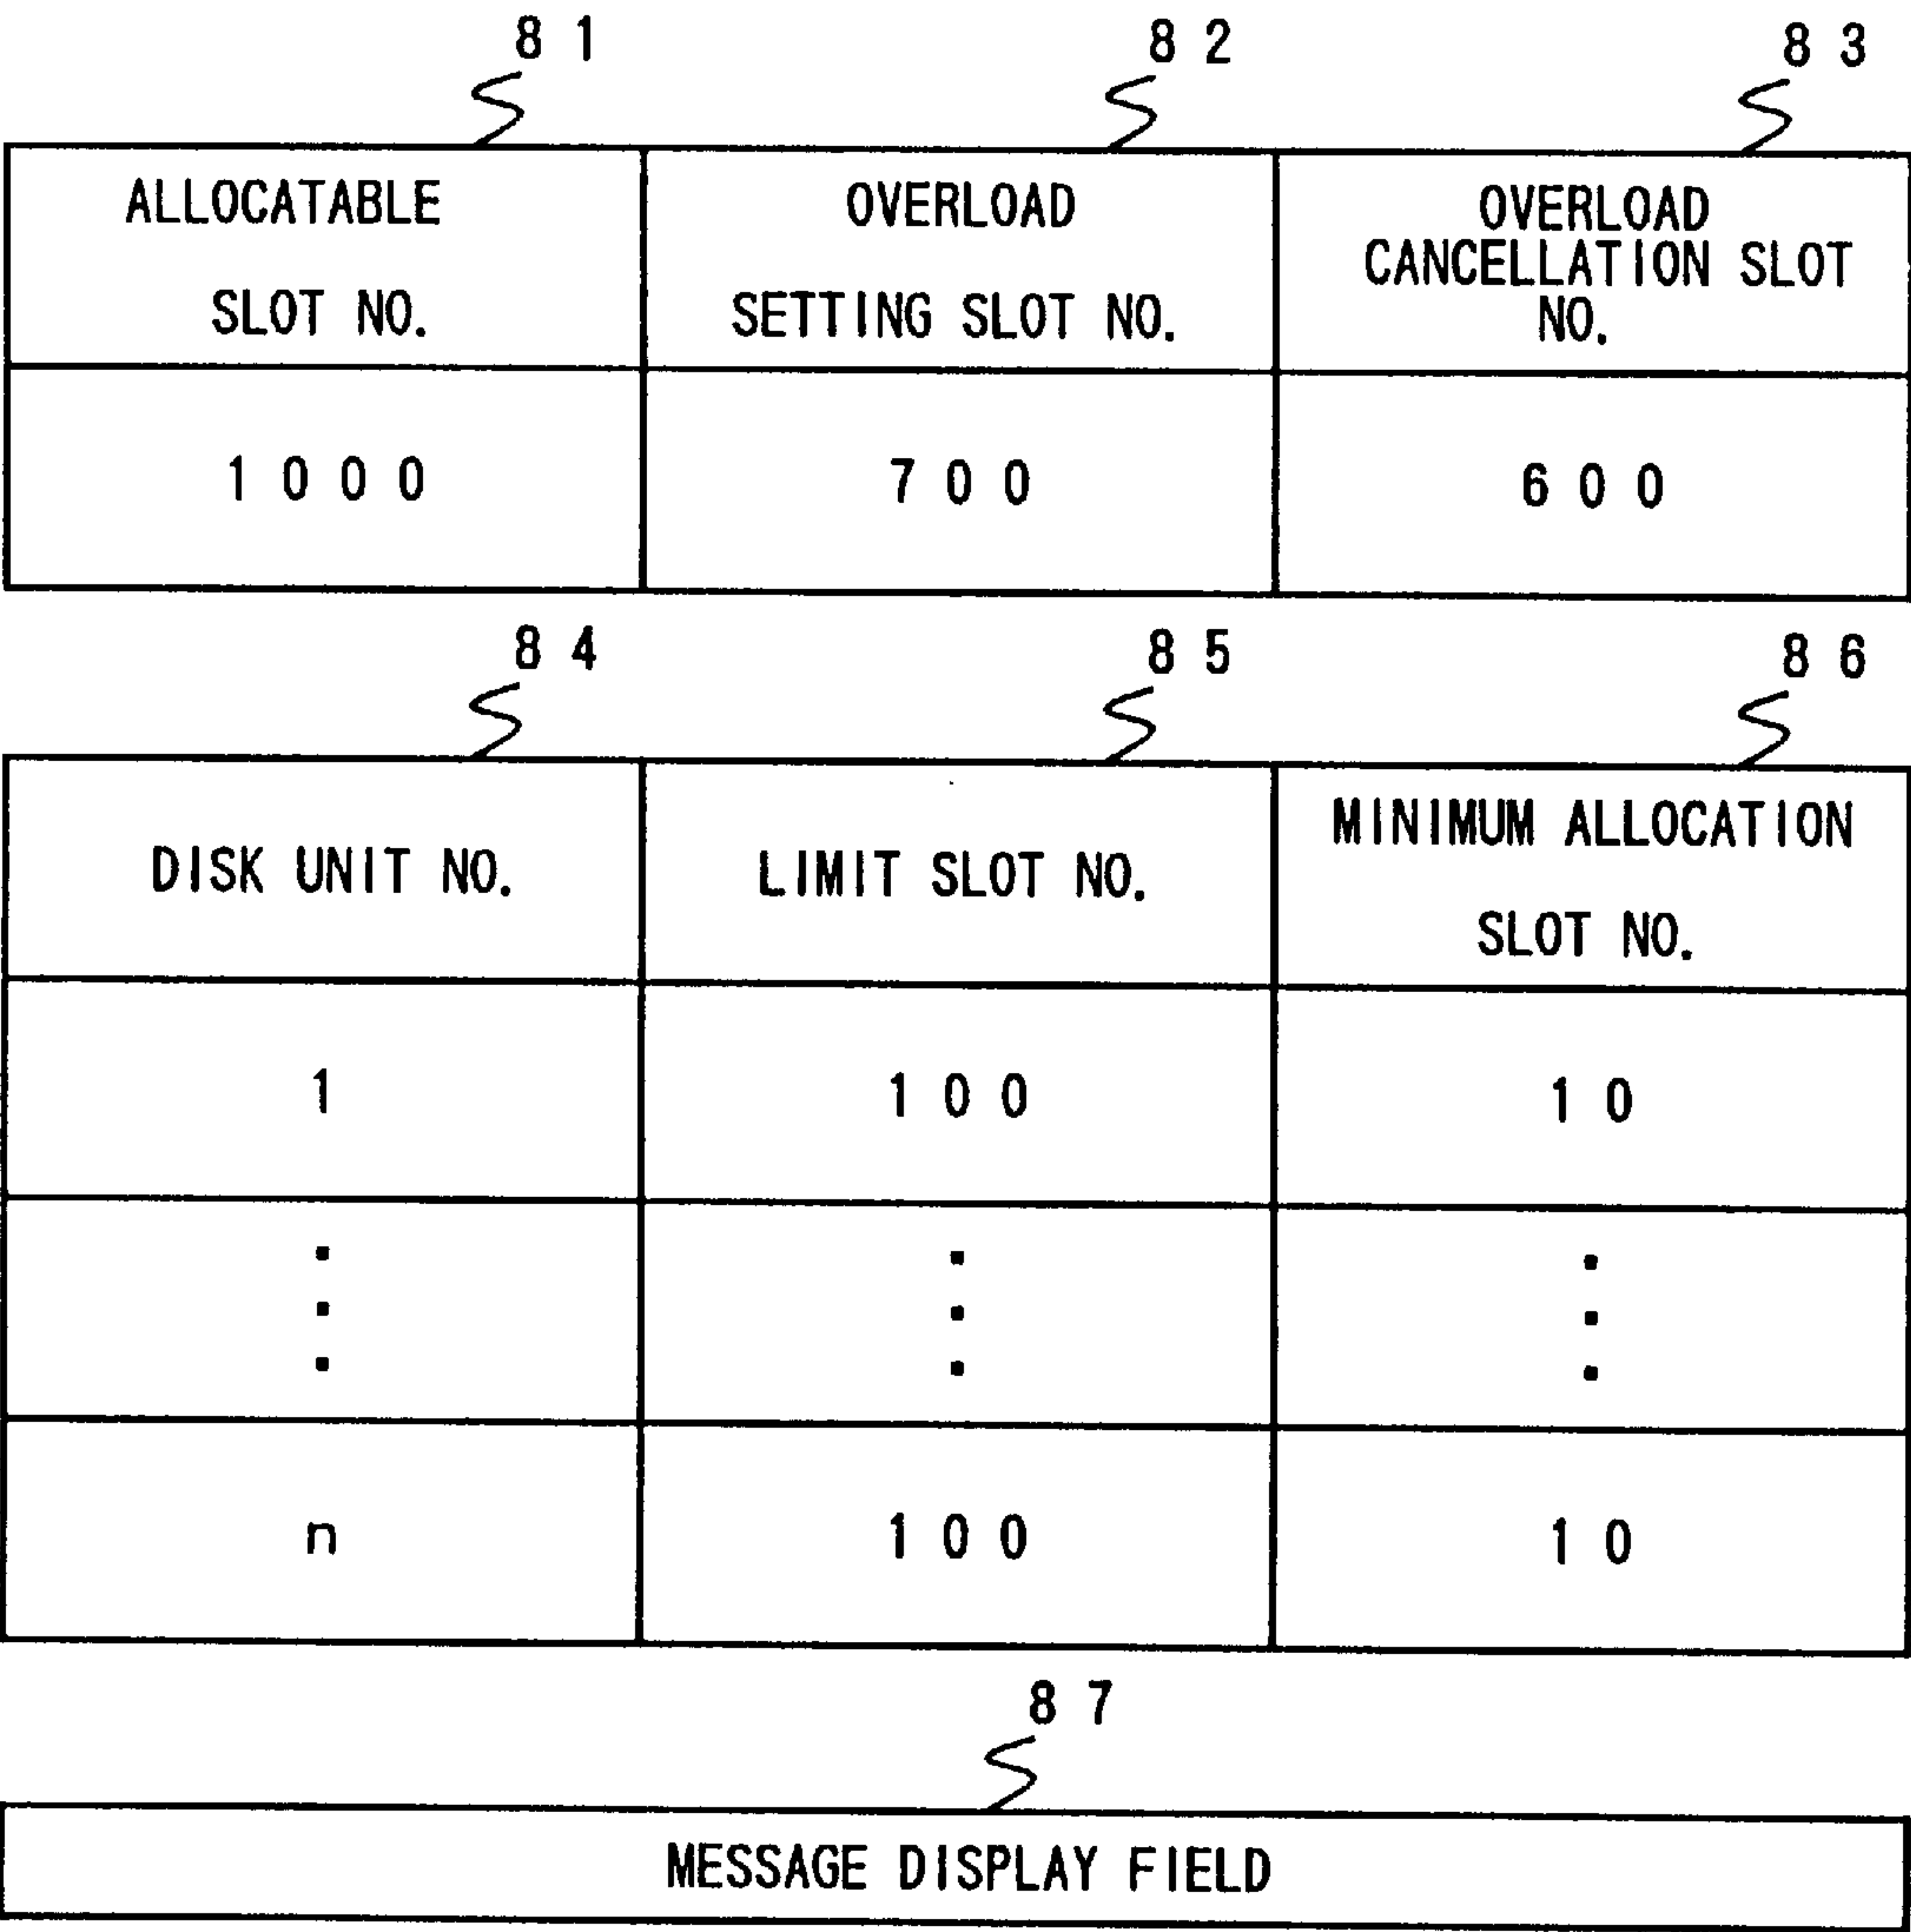 81 82 83
ALLOCATABLE
SLOT NO.
OVERLOAD
SETTING SLOT NO.
OVERLOAD
CANCELLATION SLOT
NO.
1000 700 600
84 85 86
DISK UNIT NO.
LIMIT SLOT NO.
MINIMUM ALLOCATION
SLOT NO.
1 100 10
n 100 10
87
MESSAGE DISPLAY FIELD